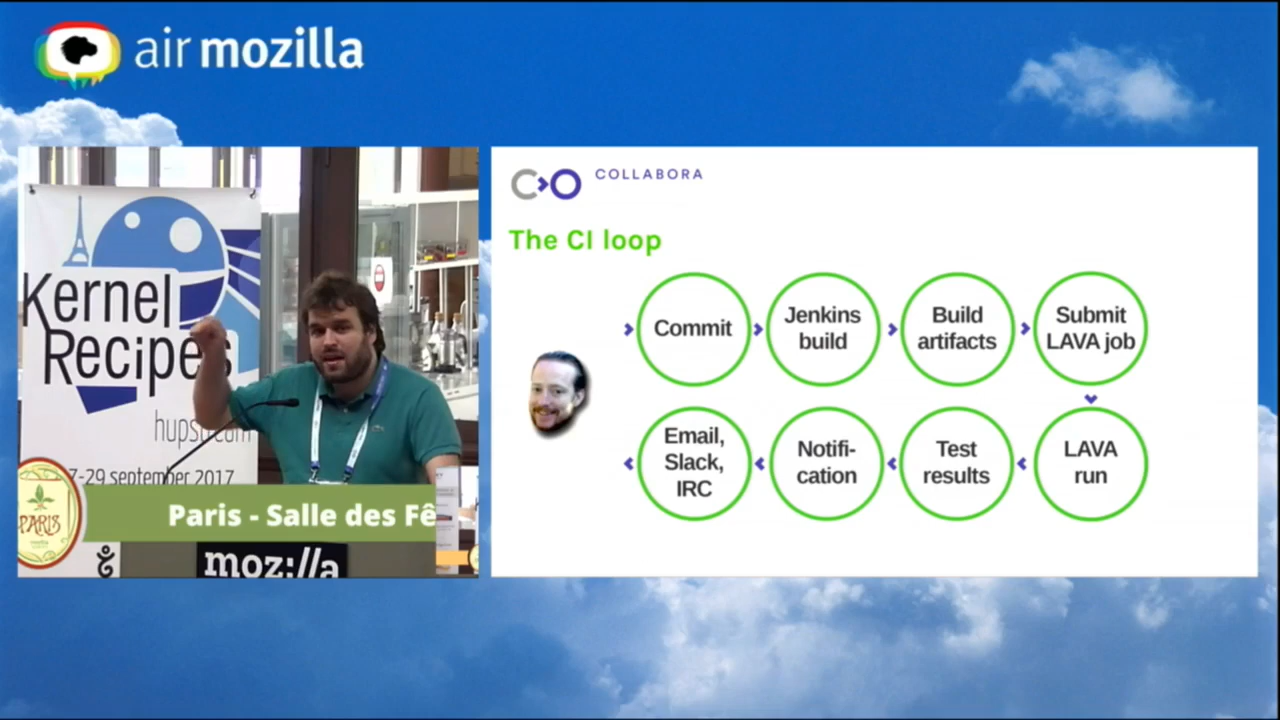 air mozilla
Kernel
Recipes
hupstream
7-29 september 2017
PARIS
Paris - Salle des Fê
moz://a
COLLABORA
The CI loop
Commit
Jenkins
build
Build
artifacts
Submit
LAVA job
Email,
Slack,
IRC
Notifi-
cation
Test
results
LAVA
run